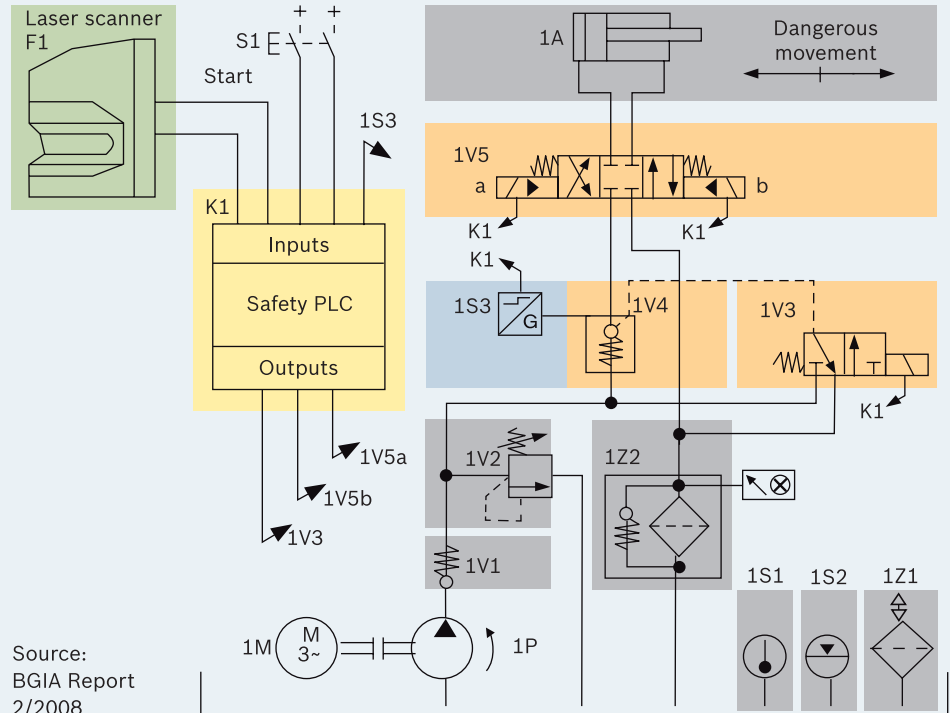 Laser scanner
F1
S1
+ +
Start
1S3
K1
Inputs
Safety PLC
Outputs
1V5a
1V5b
1V3
1A
Dangerous
movement
1V5
a
b
K1
K1
K1
1S3
G
1V4
1V3
K1
1V2
1Z2
1V1
1M
M
3~
1P
1S1
1S2
1Z1
Source:
BGIA Report
2/2008